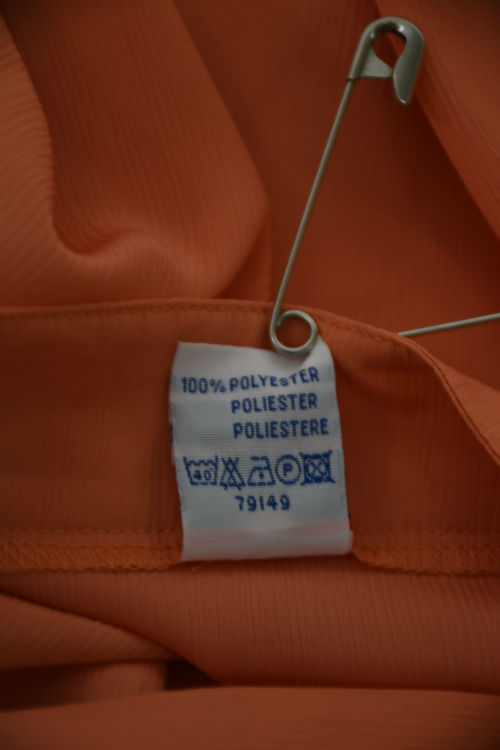 100% POLYESTER
POLIESTER
POLIESTERE
40 P
79149